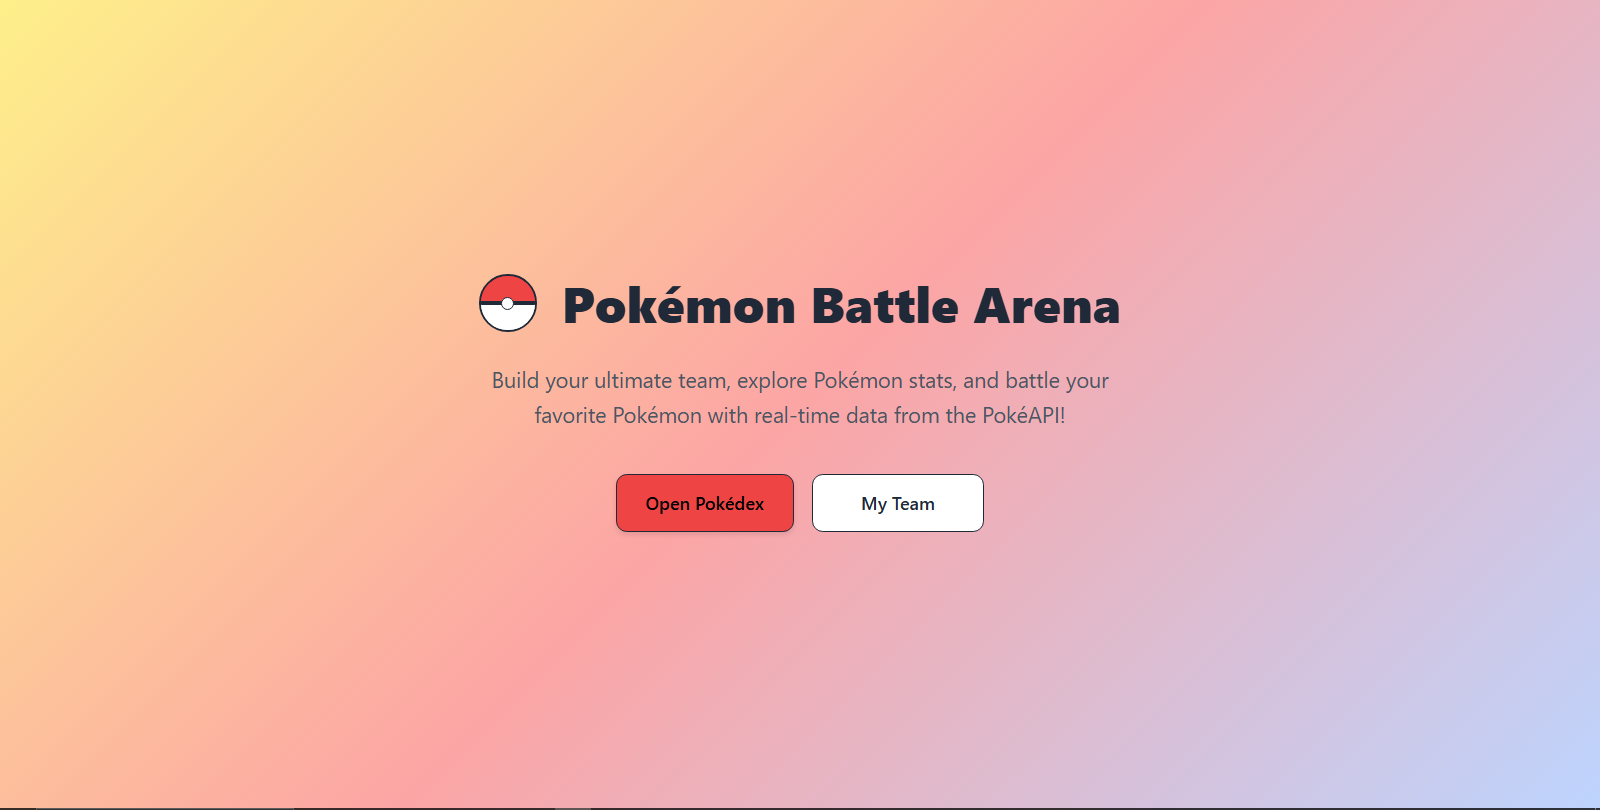 Pokémon Battle Arena
Build your ultimate team, explore Pokémon stats, and battle your
favorite Pokémon with real-time data from the PokéAPI!
Open Pokédex
My Team